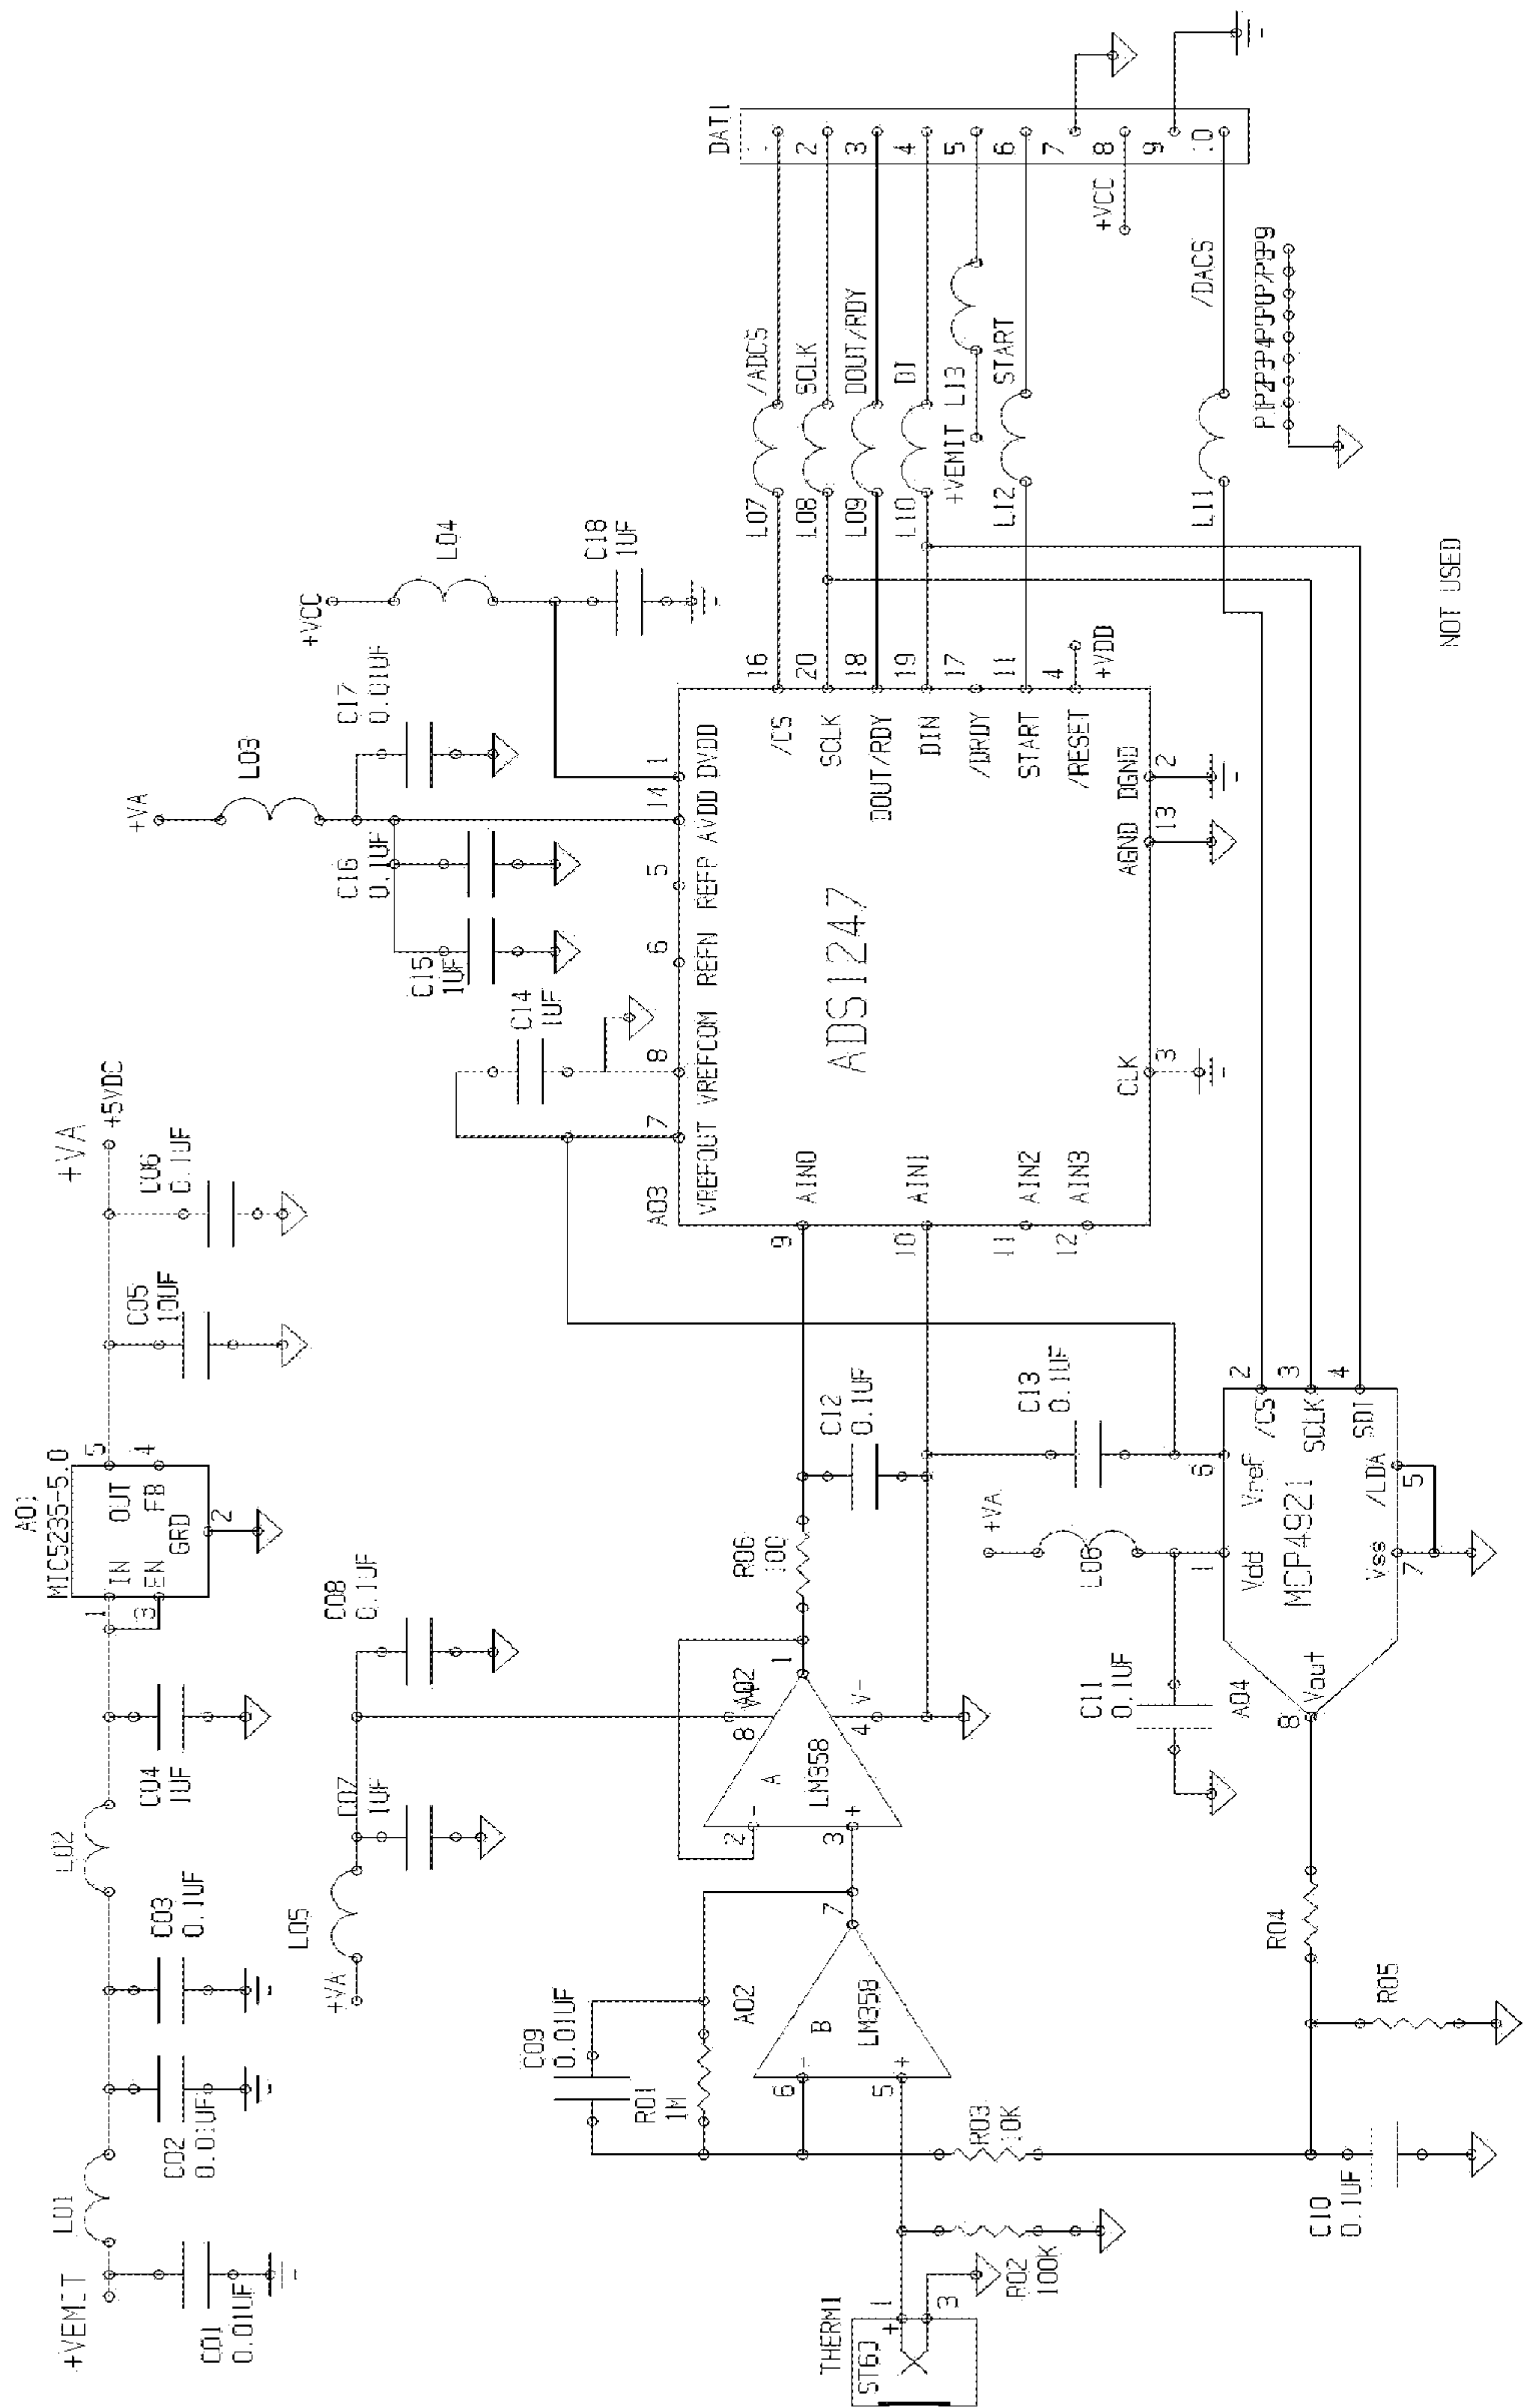 +VEMIT
L01
C01
0.01UF
C02
0.01UF
C03
0.1UF
L02
C04
1UF
A01
MIC5235-5.0
1
IN
OUT
5
3
EN
FB
4
GRD
2
C05
10UF
C06
0.1UF
+VA
+5VDC
+VA
L05
C07
1UF
C08
0.1UF
THERM1
ST60
+
1
3
R02
100K
C09
0.01UF
R01
1M
A02
B
LM358
6
-
5
+
7
R03
10K
C10
0.1UF
R04
R05
A02
8
A
LM358
2
-
3
+
1
4
V-
R06
100
C12
0.1UF
C13
0.1UF
+VA
L06
C11
0.1UF
A04
MCP4921
8
Vout
1
Vdd
6
Vref
/CS
2
SCLK
3
SDI
4
/LDA
5
Vss
7
A03
ADS1247
VREFOUT
7
VREFCOM
8
REFN
6
REFP
5
AVDD
14
DVDD
1
9
AIN0
10
AIN1
11
AIN2
12
AIN3
CLK
3
AGND
13
DGND
2
/CS
16
SCLK
20
DOUT/RDY
18
DIN
19
/DRDY
17
START
11
/RESET
4
+VDD
C14
1UF
C15
1UF
C16
0.1UF
C17
0.01UF
+VA
L03
+VCC
L04
C18
1UF
L07
/ADCS
L08
SCLK
L09
DOUT/RDY
L10
DI
+VEMIT
L13
L12
START
L11
/DACS
+VCC
DAT1
1
2
3
4
5
6
7
8
9
10
NOT USED